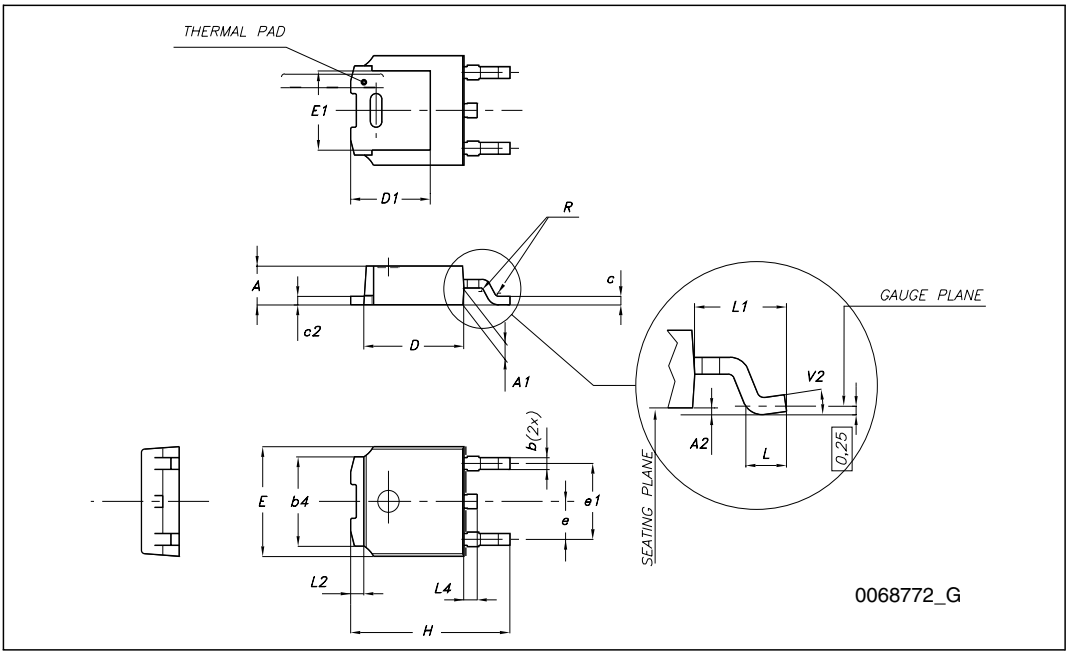 THERMAL PAD
E1
D1
R
A
c
c2
D
A1
L1
GAUGE PLANE
V2
A2
L
0,25
SEATING PLANE
b(2x)
E
b4
e
e1
L2
L4
H
0068772_G